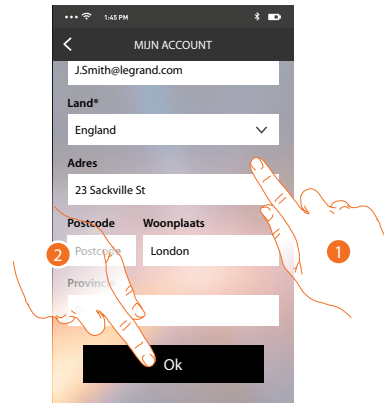 1:45 PM
MIJN ACCOUNT
J.Smith@legrand.com
Land*
England
Adres
23 Sackville St
Postcode Woonplaats
Postcode London
Provincie
Ok
1
2